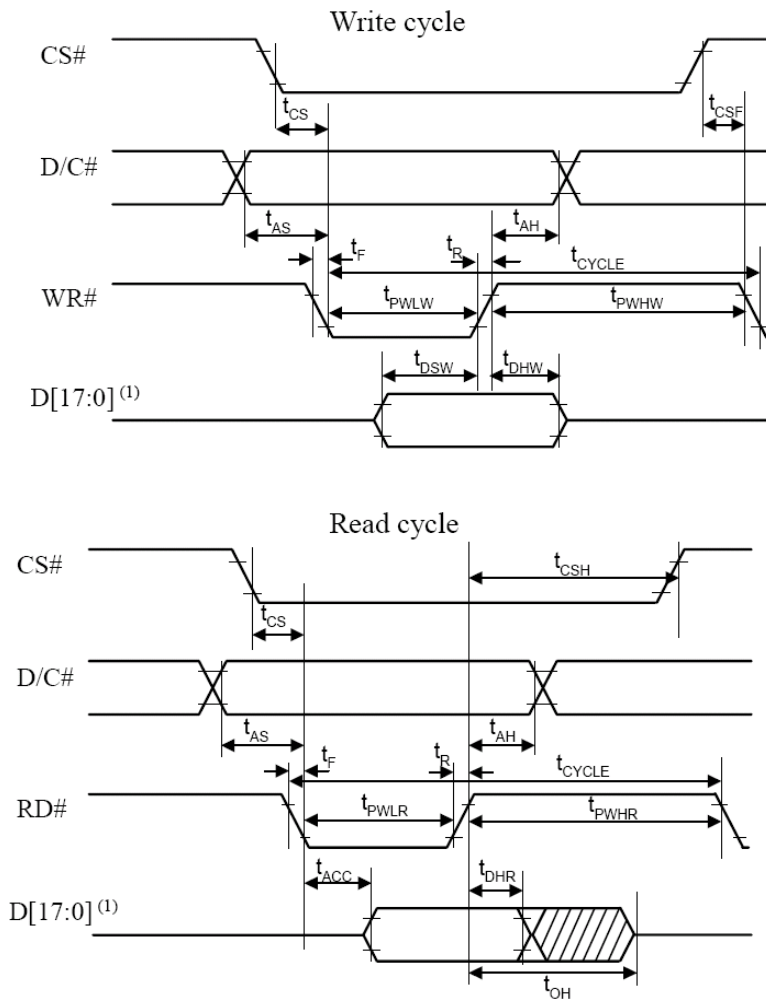 Write cycle
CS#
tCS
tCSF
D/C#
tAS
tAH
tF
tR
tCYCLE
WR#
tPWLW
tPWHW
tDSW
tDHW
D[17:0] (1)
Read cycle
CS#
tCSH
tCS
D/C#
tAS
tAH
tF
tR
tCYCLE
RD#
tPWLR
tPWHR
tACC
tDHR
D[17:0] (1)
tOH